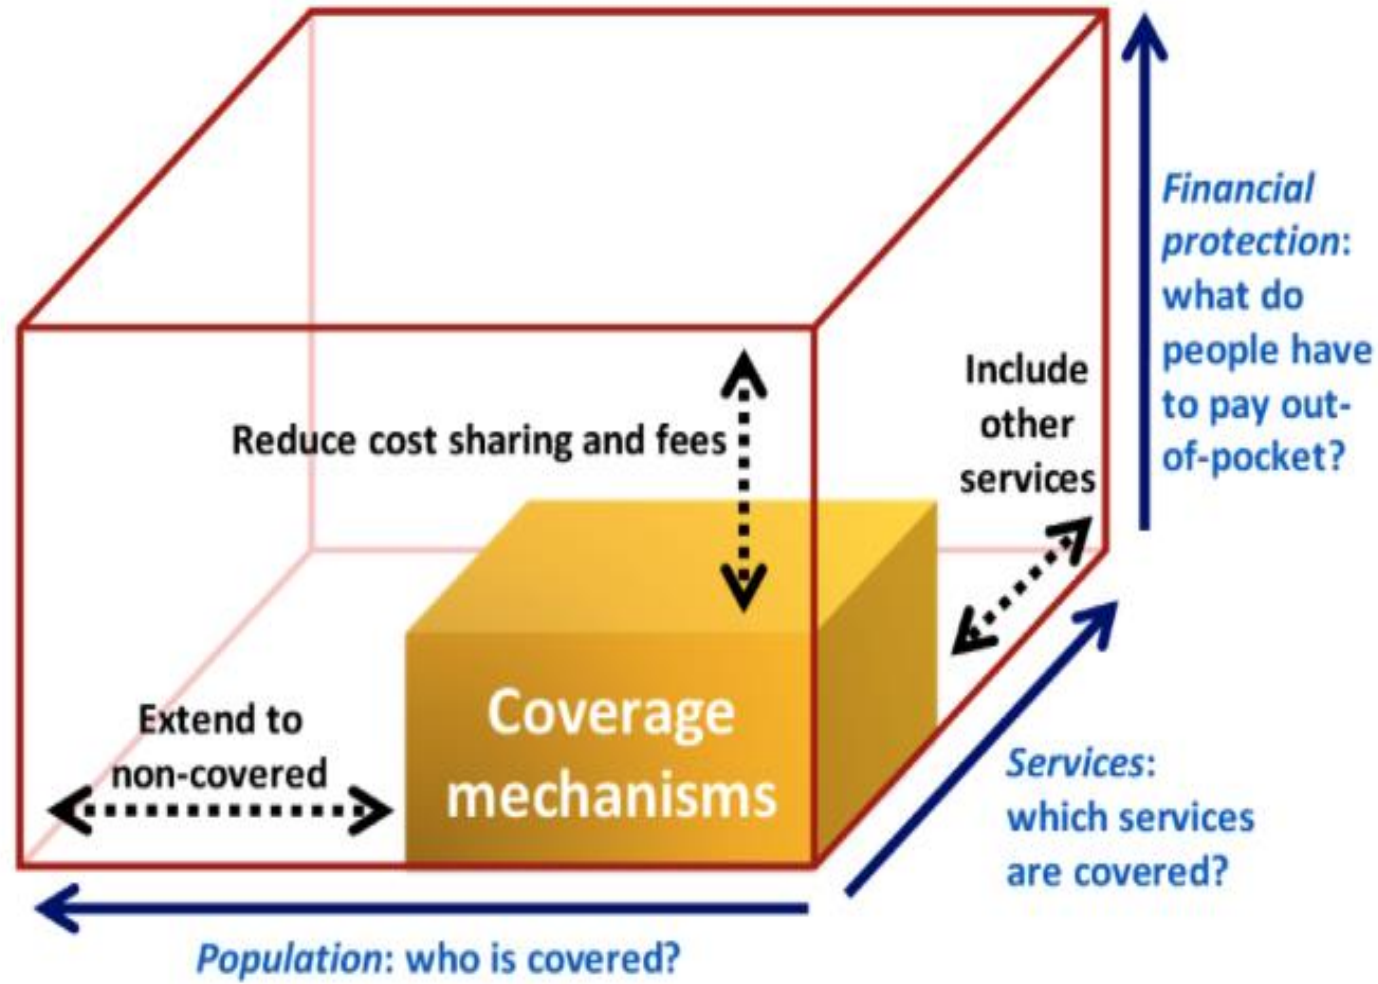 Financial
protection:
what do
people have
to pay out-
of-pocket?
Include
other
services
Reduce cost sharing and fees
Coverage
mechanisms
Extend to
non-covered
Services:
which services
are covered?
Population: who is covered?